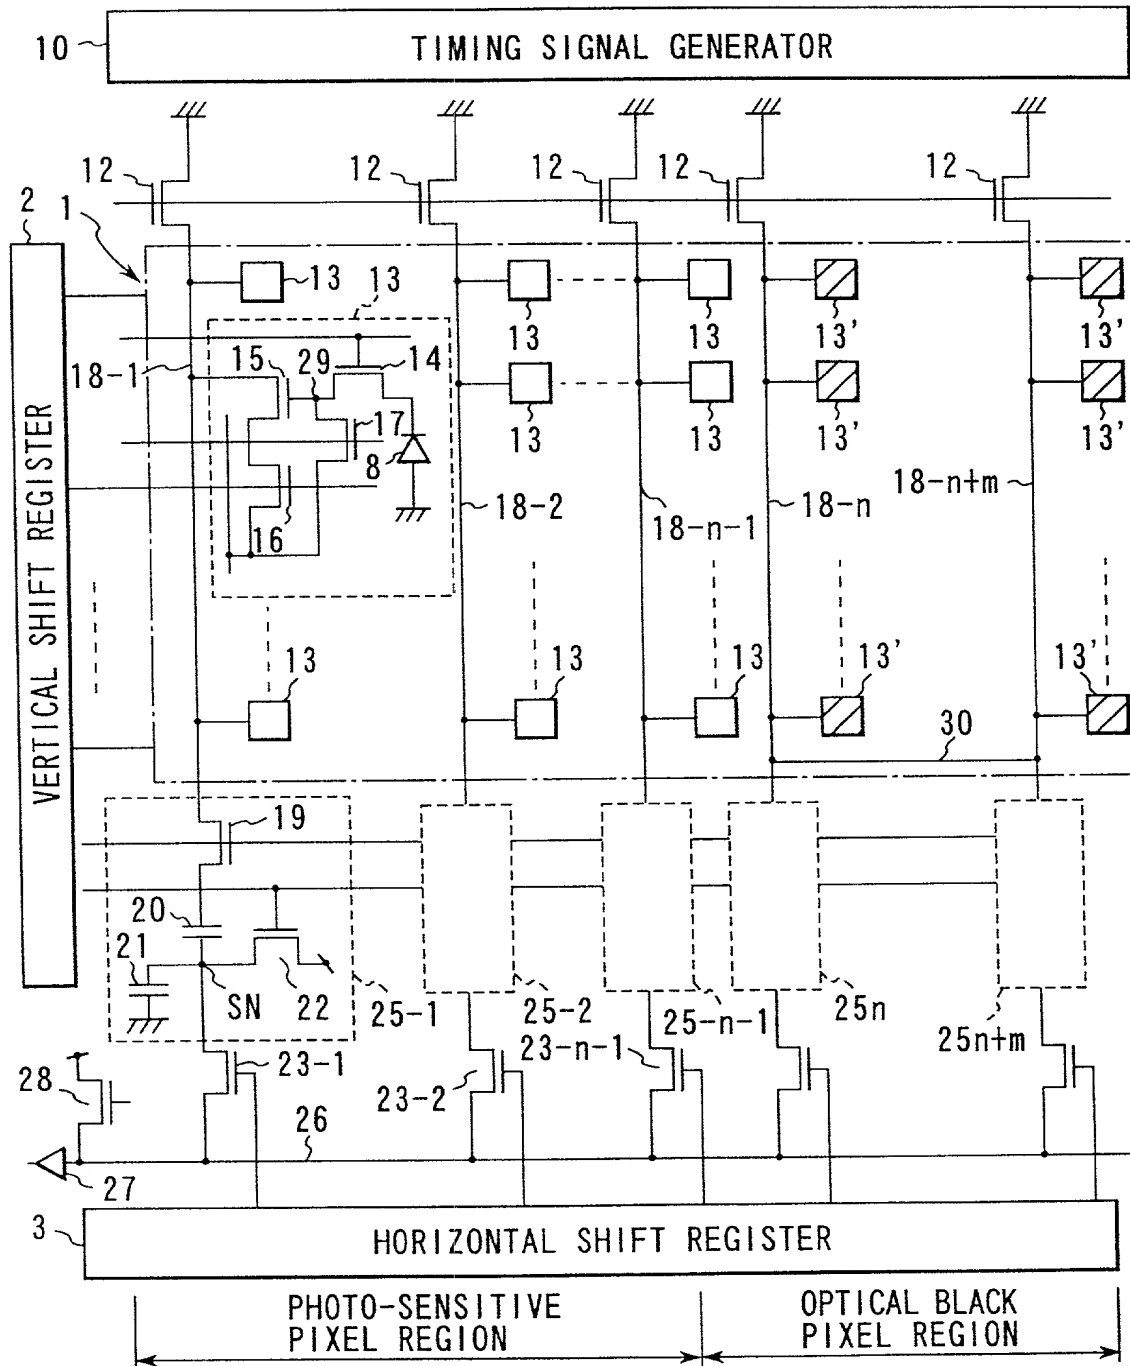 10
TIMING SIGNAL GENERATOR
12
12
12
12
12
2
1
13
13
13
13'
13'
13
15
29
14
18-1
17
8
16
13
13
13'
13'
18-2
18-n-1
18-n
18-n+m
VERTICAL SHIFT REGISTER
13
13
13
13'
13'
30
19
20
21
SN
22
25-1
25-2
25-n-1
25n
25n+m
28
23-1
23-2
23-n-1
26
27
3
HORIZONTAL SHIFT REGISTER
PHOTO-SENSITIVE
PIXEL REGION
OPTICAL BLACK
PIXEL REGION